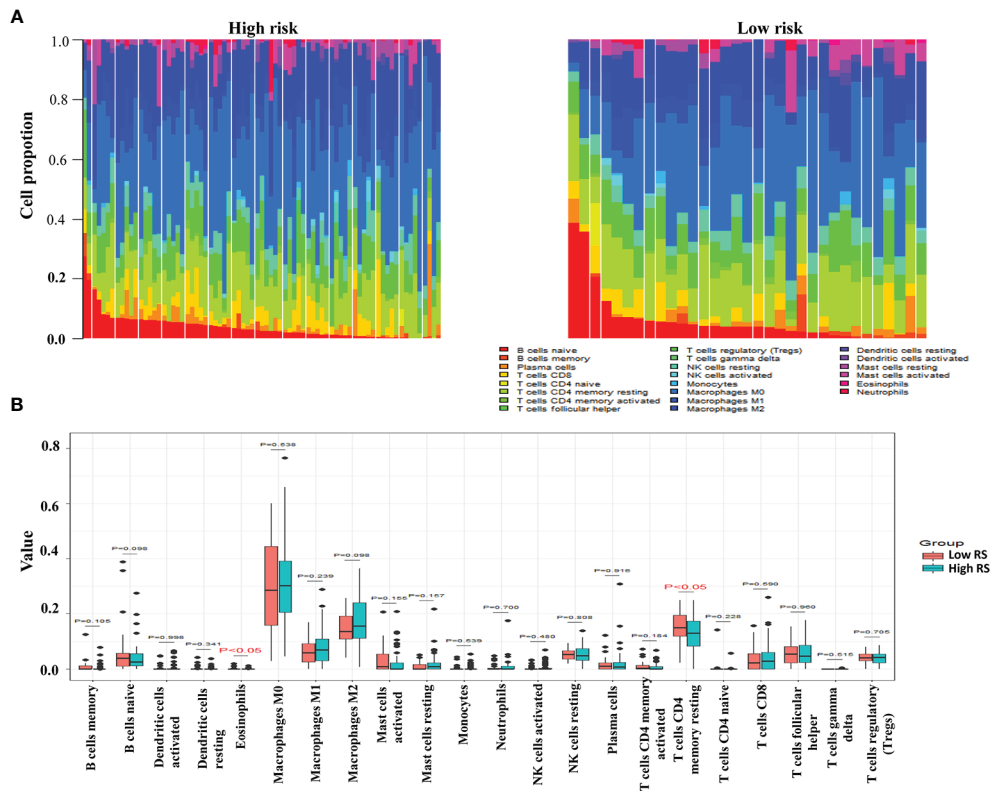 A
High risk
Low risk
Cell propotion
1.0
0.8
0.6
0.4
0.2
0.0
B cells naive
B cells memory
Plasma cells
T cells CD8
T cells CD4 naive
T cells CD4 memory resting
T cells CD4 memory activated
T cells follicular helper
T cells regulatory (Tregs)
T cells gamma delta
NK cells resting
NK cells activated
Monocytes
Macrophages M0
Macrophages M1
Macrophages M2
Dendritic cells resting
Dendritic cells activated
Mast cells resting
Mast cells activated
Eosinophils
Neutrophils
B
Value
0.8
0.6
0.4
0.2
0.0
P=0.105
P=0.098
P=0.998
P=0.341
P<0.05
P=0.638
P=0.239
P=0.098
P=0.155
P=0.157
P=0.539
P=0.700
P=0.480
P=0.808
P=0.916
P=0.184
P<0.05
P=0.228
P=0.590
P=0.960
P=0.516
P=0.785
Group
Low RS
High RS
B cells memory
B cells naive
Dendritic cells
activated
Dendritic cells
resting
Eosinophils
Macrophages M0
Macrophages M1
Macrophages M2
Mast cells
activated
Mast cells resting
Monocytes
Neutrophils
NK cells activated
NK cells resting
Plasma cells
T cells CD4 memory
activated
T cells CD4
memory resting
T cells CD4 naive
T cells CD8
T cells follicular
helper
T cells gamma
delta
T cells regulatory
(Tregs)